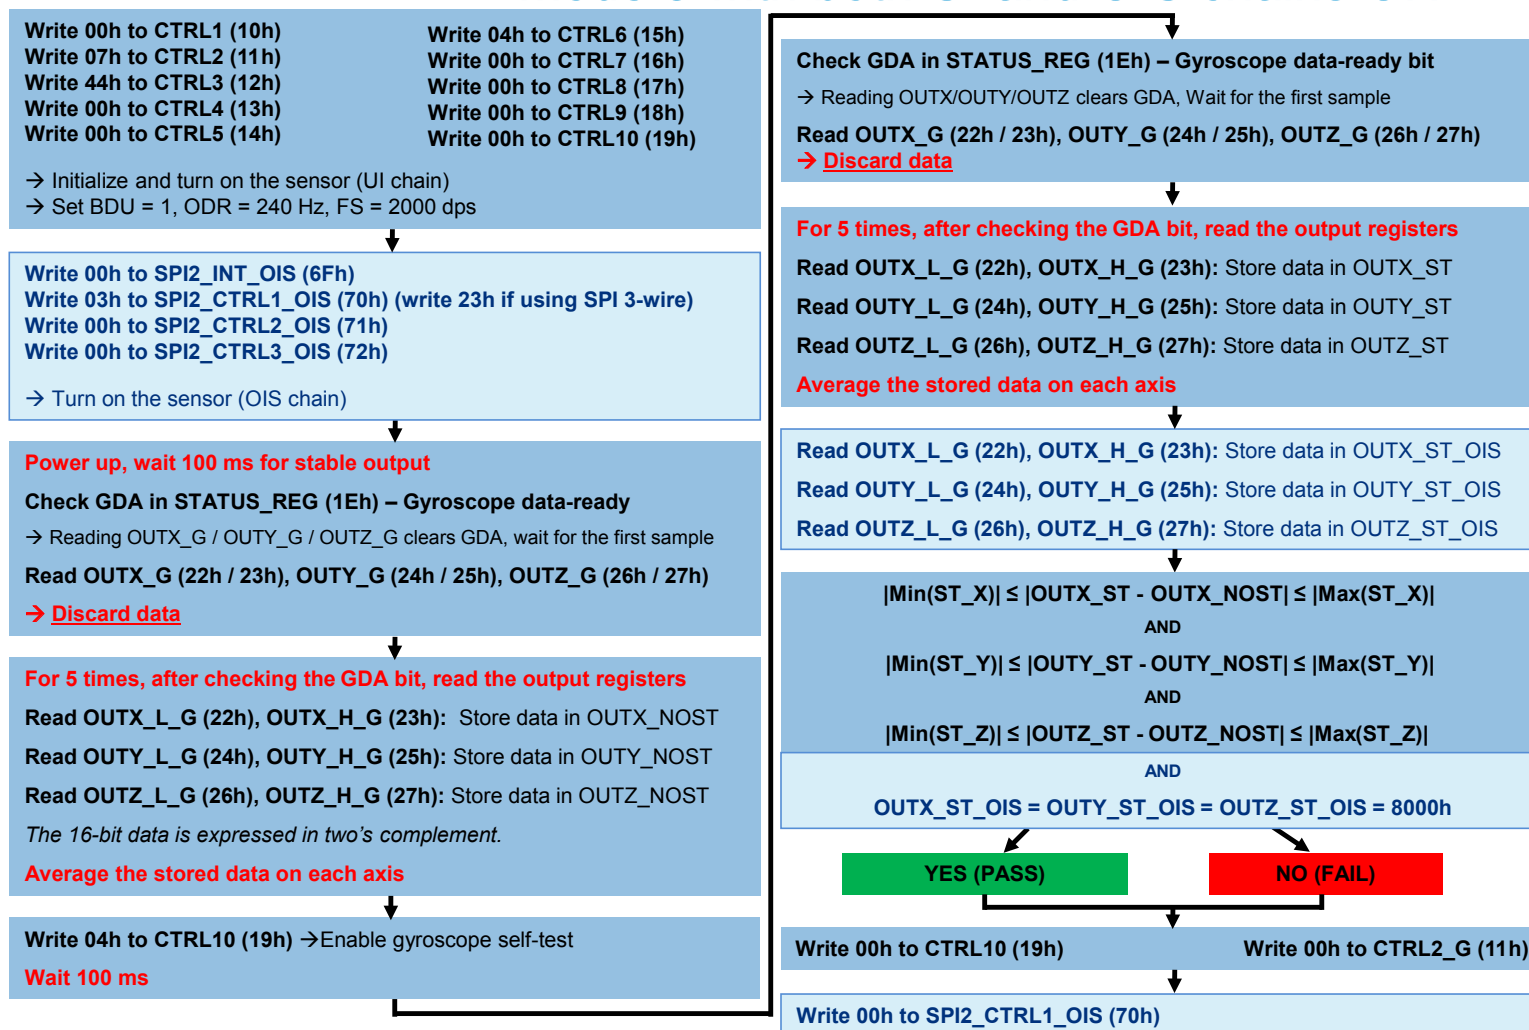 Write 00h to CTRL1 (10h)
Write 07h to CTRL2 (11h)
Write 44h to CTRL3 (12h)
Write 00h to CTRL4 (13h)
Write 00h to CTRL5 (14h)
Write 04h to CTRL6 (15h)
Write 00h to CTRL7 (16h)
Write 00h to CTRL8 (17h)
Write 00h to CTRL9 (18h)
Write 00h to CTRL10 (19h)
→ Initialize and turn on the sensor (UI chain)
→ Set BDU = 1, ODR = 240 Hz, FS = 2000 dps
Write 00h to SPI2_INT_OIS (6Fh)
Write 03h to SPI2_CTRL1_OIS (70h) (write 23h if using SPI 3-wire)
Write 00h to SPI2_CTRL2_OIS (71h)
Write 00h to SPI2_CTRL3_OIS (72h)
→ Turn on the sensor (OIS chain)
Power up, wait 100 ms for stable output
Check GDA in STATUS_REG (1Eh) – Gyroscope data-ready
→ Reading OUTX_G / OUTY_G / OUTZ_G clears GDA, wait for the first sample
Read OUTX_G (22h / 23h), OUTY_G (24h / 25h), OUTZ_G (26h / 27h)
→ Discard data
For 5 times, after checking the GDA bit, read the output registers
Read OUTX_L_G (22h), OUTX_H_G (23h): Store data in OUTX_NOST
Read OUTY_L_G (24h), OUTY_H_G (25h): Store data in OUTY_NOST
Read OUTZ_L_G (26h), OUTZ_H_G (27h): Store data in OUTZ_NOST
The 16-bit data is expressed in two's complement.
Average the stored data on each axis
Write 04h to CTRL10 (19h) →Enable gyroscope self-test
Wait 100 ms
Check GDA in STATUS_REG (1Eh) – Gyroscope data-ready bit
→ Reading OUTX/OUTY/OUTZ clears GDA, Wait for the first sample
Read OUTX_G (22h / 23h), OUTY_G (24h / 25h), OUTZ_G (26h / 27h)
→ Discard data
For 5 times, after checking the GDA bit, read the output registers
Read OUTX_L_G (22h), OUTX_H_G (23h): Store data in OUTX_ST
Read OUTY_L_G (24h), OUTY_H_G (25h): Store data in OUTY_ST
Read OUTZ_L_G (26h), OUTZ_H_G (27h): Store data in OUTZ_ST
Average the stored data on each axis
Read OUTX_L_G (22h), OUTX_H_G (23h): Store data in OUTX_ST_OIS
Read OUTY_L_G (24h), OUTY_H_G (25h): Store data in OUTY_ST_OIS
Read OUTZ_L_G (26h), OUTZ_H_G (27h): Store data in OUTZ_ST_OIS
|Min(ST_X)| ≤ |OUTX_ST - OUTX_NOST| ≤ |Max(ST_X)|
AND
|Min(ST_Y)| ≤ |OUTY_ST - OUTY_NOST| ≤ |Max(ST_Y)|
AND
|Min(ST_Z)| ≤ |OUTZ_ST - OUTZ_NOST| ≤ |Max(ST_Z)|
AND
OUTX_ST_OIS = OUTY_ST_OIS = OUTZ_ST_OIS = 8000h
YES (PASS)
NO (FAIL)
Write 00h to CTRL10 (19h)
Write 00h to CTRL2_G (11h)
Write 00h to SPI2_CTRL1_OIS (70h)